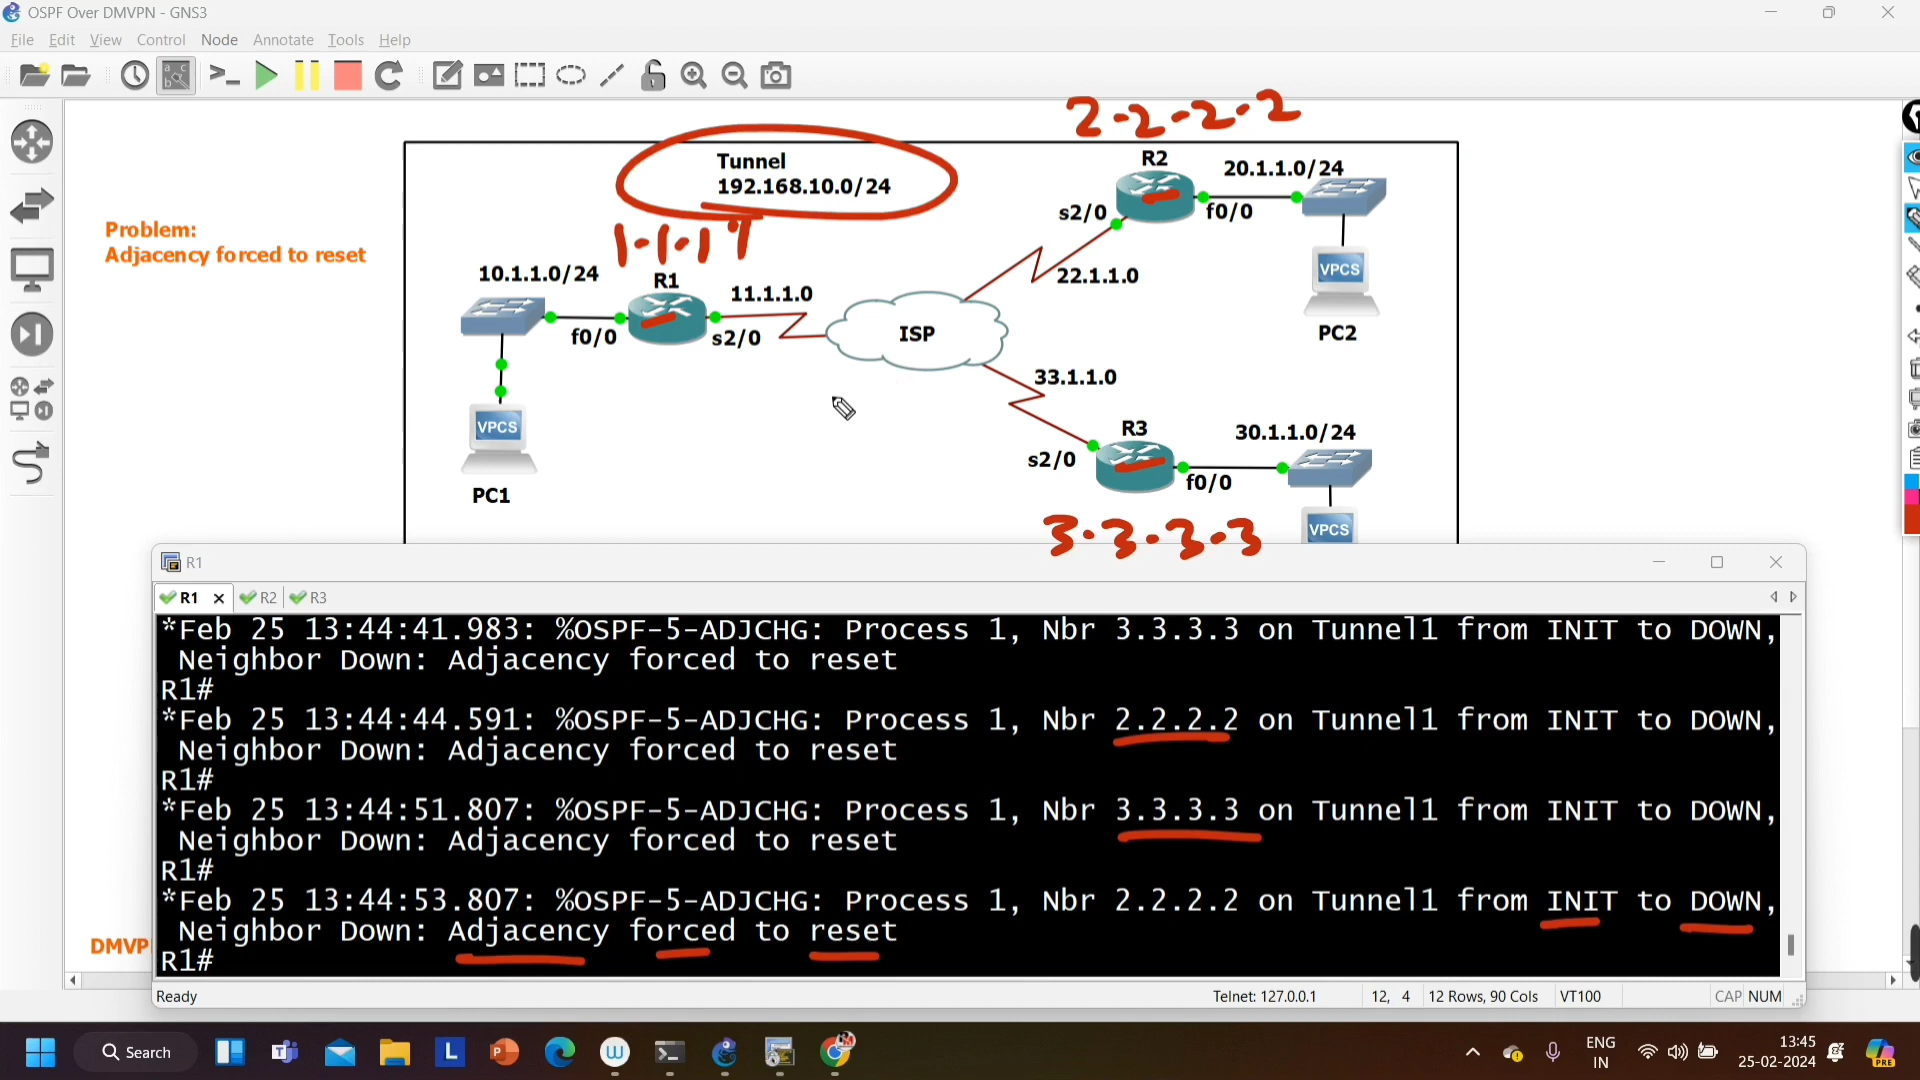 OSPF Over DMVPN - GNS3
File Edit View Control Node Annotate Tools Help
2.2.2.2
Tunnel
192.168.10.0/24
R2
20.1.1.0/24
s2/0
f0/0
Problem:
Adjacency forced to reset
1.1.1.1
10.1.1.0/24
R1
11.1.1.0
22.1.1.0
VPCS
f0/0
s2/0
ISP
PC2
33.1.1.0
VPCS
R3
30.1.1.0/24
s2/0
f0/0
PC1
VPCS
3.3.3.3
R1
R1 R2 R3
*Feb 25 13:44:41.983: %OSPF-5-ADJCHG: Process 1, Nbr 3.3.3.3 on Tunnel1 from INIT to DOWN,
Neighbor Down: Adjacency forced to reset
R1#
*Feb 25 13:44:44.591: %OSPF-5-ADJCHG: Process 1, Nbr 2.2.2.2 on Tunnel1 from INIT to DOWN,
Neighbor Down: Adjacency forced to reset
R1#
*Feb 25 13:44:51.807: %OSPF-5-ADJCHG: Process 1, Nbr 3.3.3.3 on Tunnel1 from INIT to DOWN,
Neighbor Down: Adjacency forced to reset
R1#
*Feb 25 13:44:53.807: %OSPF-5-ADJCHG: Process 1, Nbr 2.2.2.2 on Tunnel1 from INIT to DOWN,
Neighbor Down: Adjacency forced to reset
DMVP
R1#
Ready Telnet: 127.0.0.1 12, 4 12 Rows, 90 Cols VT100 CAP NUM
Search
ENG
IN
13:45
25-02-2024
PRE